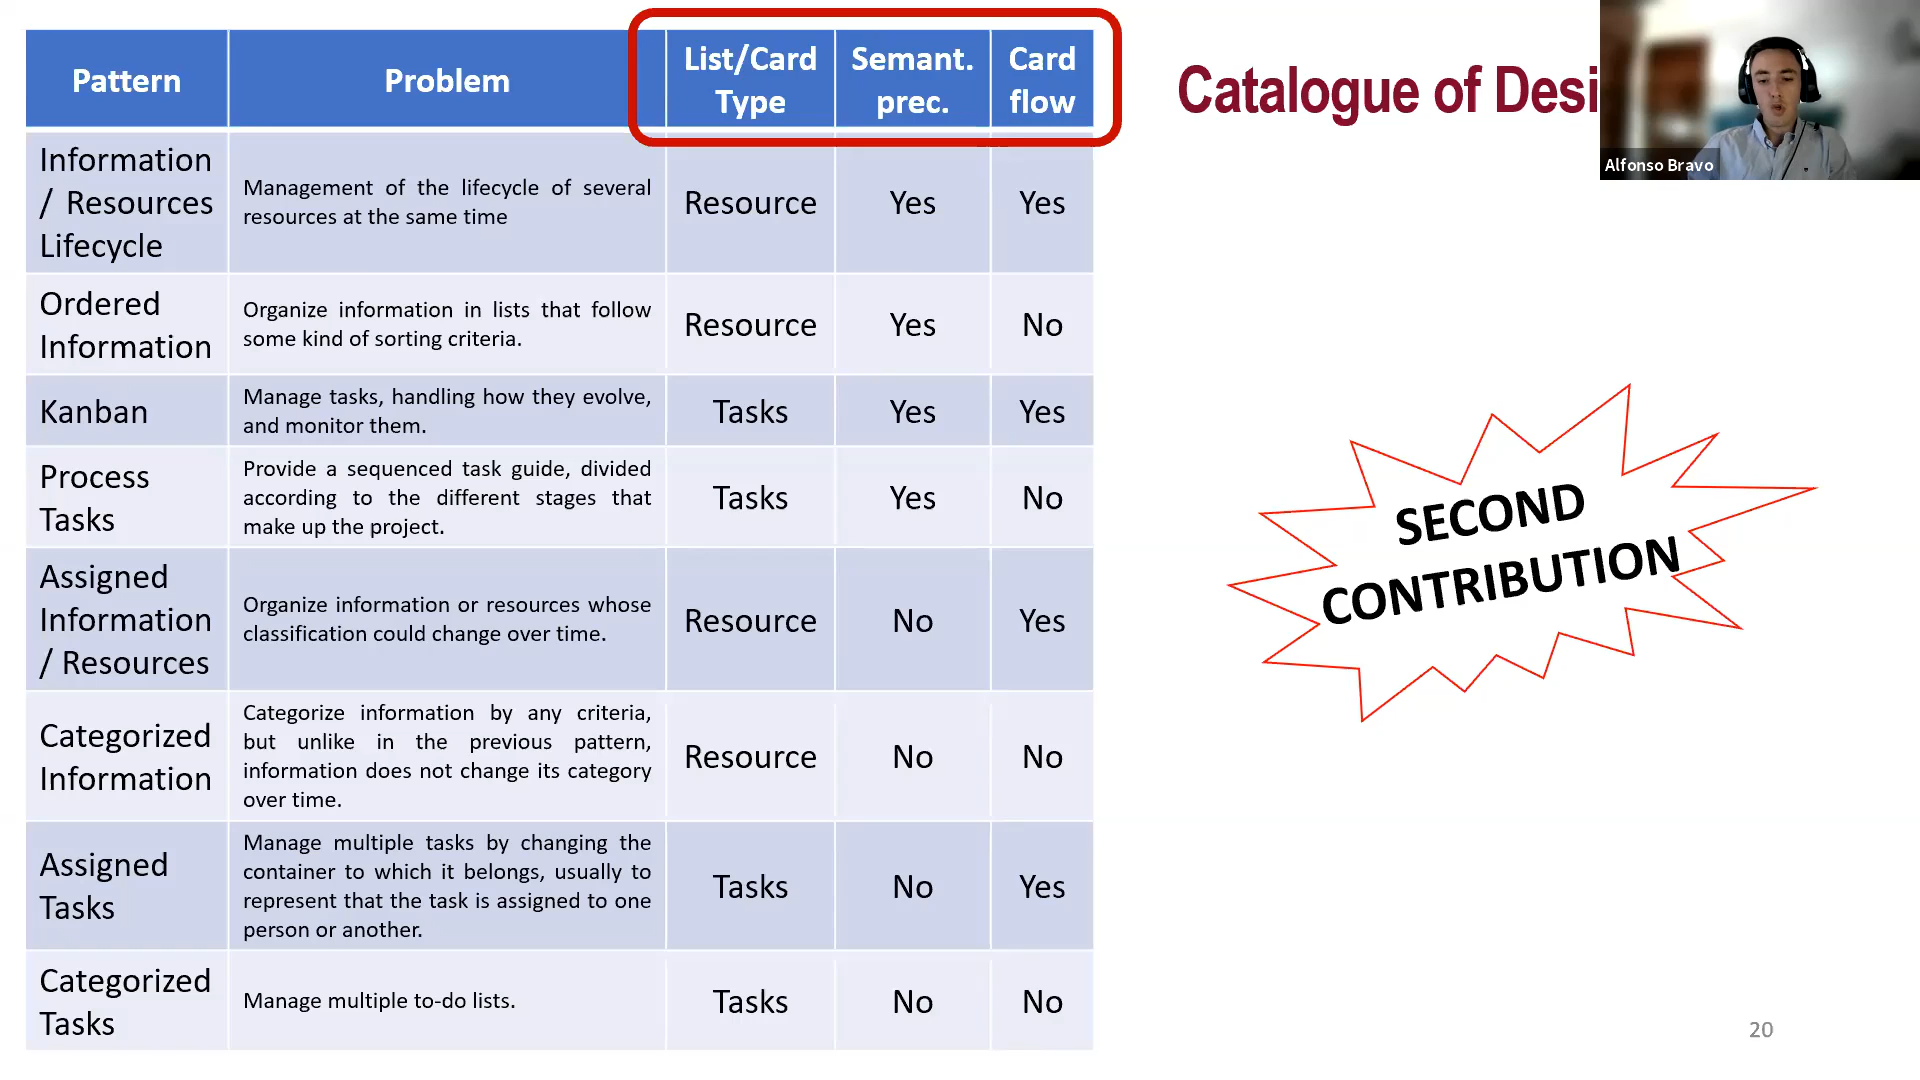 Pattern
Problem
List/Card
Type
Semant.
prec.
Card
flow
Information
/ Resources
Lifecycle
Management of the lifecycle of several
resources at the same time
Resource
Yes
Yes
Ordered
Information
Organize information in lists that follow
some kind of sorting criteria.
Resource
Yes
No
Kanban
Manage tasks, handling how they evolve,
and monitor them.
Tasks
Yes
Yes
Process
Tasks
Provide a sequenced task guide, divided
according to the different stages that
make up the project.
Tasks
Yes
No
Assigned
Information
/ Resources
Organize information or resources whose
classification could change over time.
Resource
No
Yes
Categorized
Information
Categorize information by any criteria,
but unlike in the previous pattern,
information does not change its category
over time.
Resource
No
No
Assigned
Tasks
Manage multiple tasks by changing the
container to which it belongs, usually to
represent that the task is assigned to one
person or another.
Tasks
No
Yes
Categorized
Tasks
Manage multiple to-do lists.
Tasks
No
No
Catalogue of Desi
Alfonso Bravo
SECOND
CONTRIBUTION
20